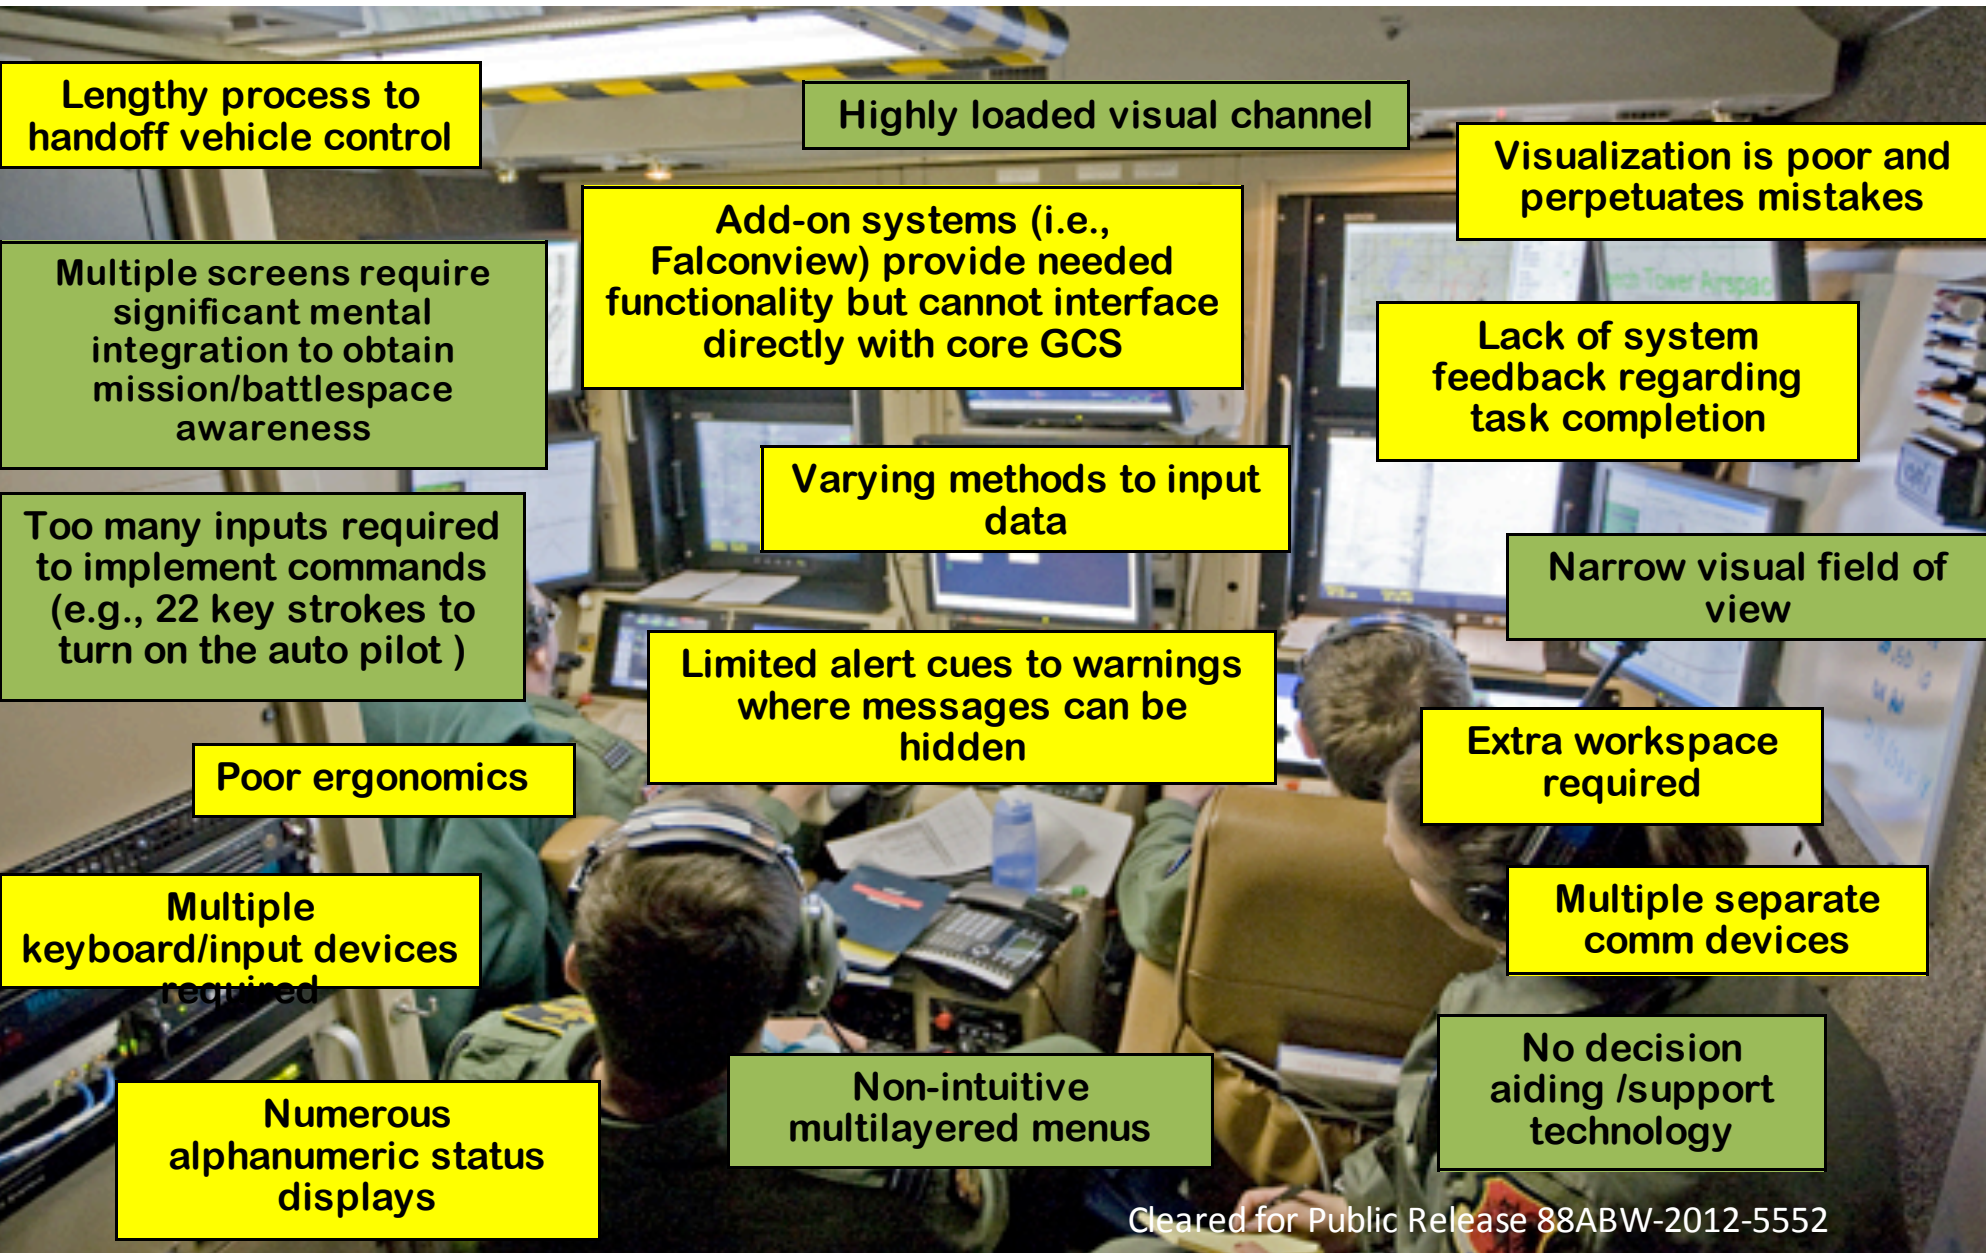 Lengthy process to
handoff vehicle control
Highly loaded visual channel
Visualization is poor and
perpetuates mistakes
Add-on systems (i.e.,
Falconview) provide needed
functionality but cannot interface
directly with core GCS
Multiple screens require
significant mental
integration to obtain
mission/battlespace
awareness
Tower Airspac
Lack of system
feedback regarding
task completion
Varying methods to input
data
Too many inputs required
to implement commands
(e.g., 22 key strokes to
turn on the auto pilot )
Narrow visual field of
view
Limited alert cues to warnings
where messages can be
hidden
Extra workspace
required
Poor ergonomics
Multiple
keyboard/input devices
required
Multiple separate
comm devices
No decision
aiding /support
technology
Non-intuitive
multilayered menus
Numerous
alphanumeric status
displays
Cleared for Public Release 88ABW-2012-5552